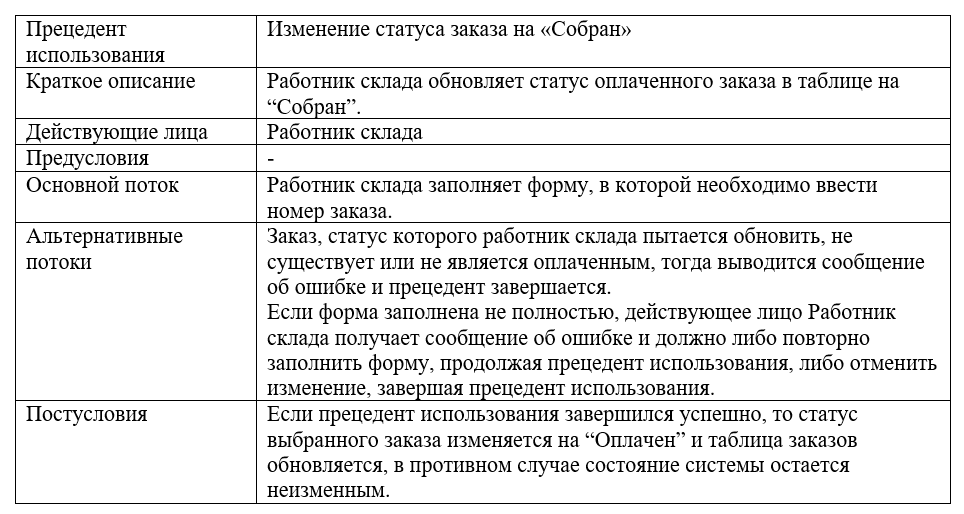 Прецедент
использования
Изменение статуса заказа на «Собран»
Краткое описание
Работник склада обновляет статус оплаченного заказа в таблице на
“Собран”.
Действующие лица
Работник склада
Предусловия
-
Основной поток
Работник склада заполняет форму, в которой необходимо ввести
номер заказа.
Альтернативные
потоки
Заказ, статус которого работник склада пытается обновить, не
существует или не является оплаченным, тогда выводится сообщение
об ошибке и прецедент завершается.
Если форма заполнена не полностью, действующее лицо Работник
склада получает сообщение об ошибке и должно либо повторно
заполнить форму, продолжая прецедент использования, либо отменить
изменение, завершая прецедент использования.
Постусловия
Если прецедент использования завершился успешно, то статус
выбранного заказа изменяется на “Оплачен” и таблица заказов
обновляется, в противном случае состояние системы остается
неизменным.